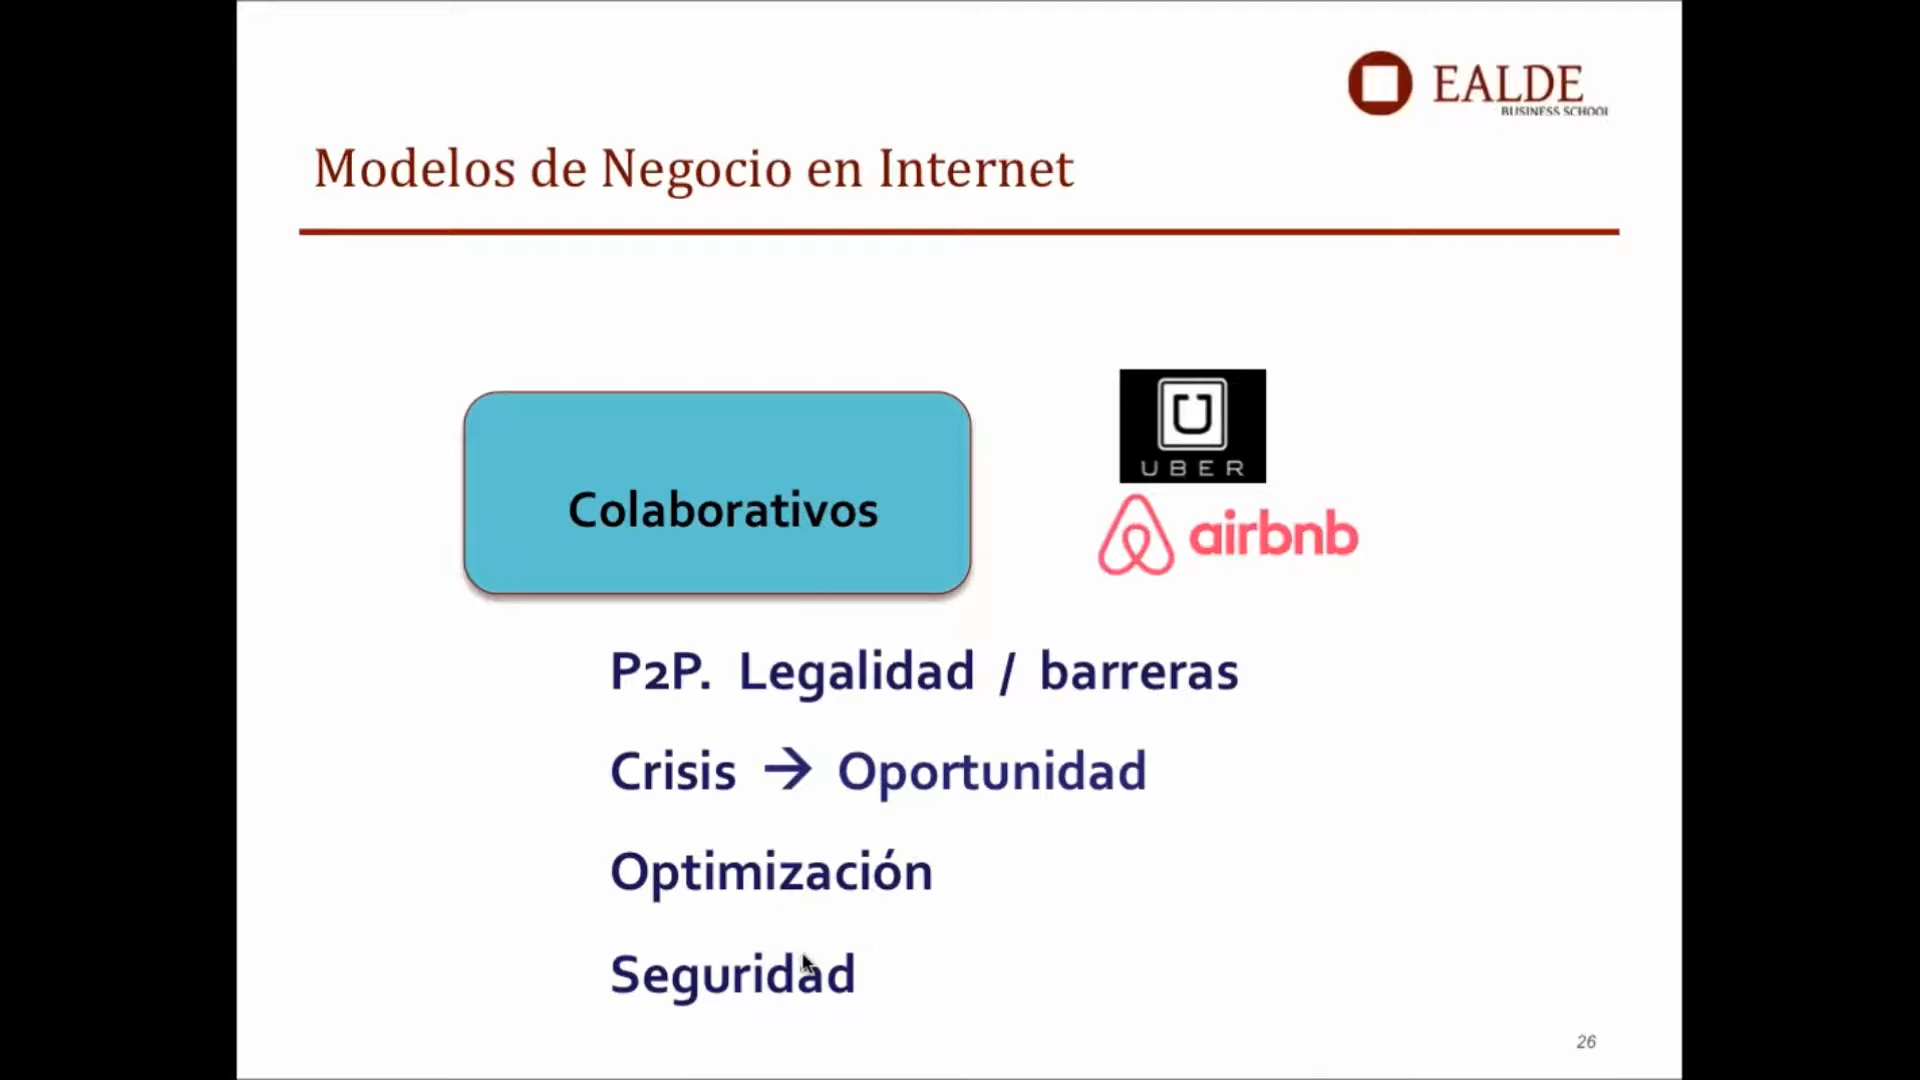 EALDE
BUSINESS SCHOOL
Modelos de Negocio en Internet
UBER
Colaborativos
airbnb
P2P. Legalidad / barreras
Crisis → Oportunidad
Optimización
Seguridad
26